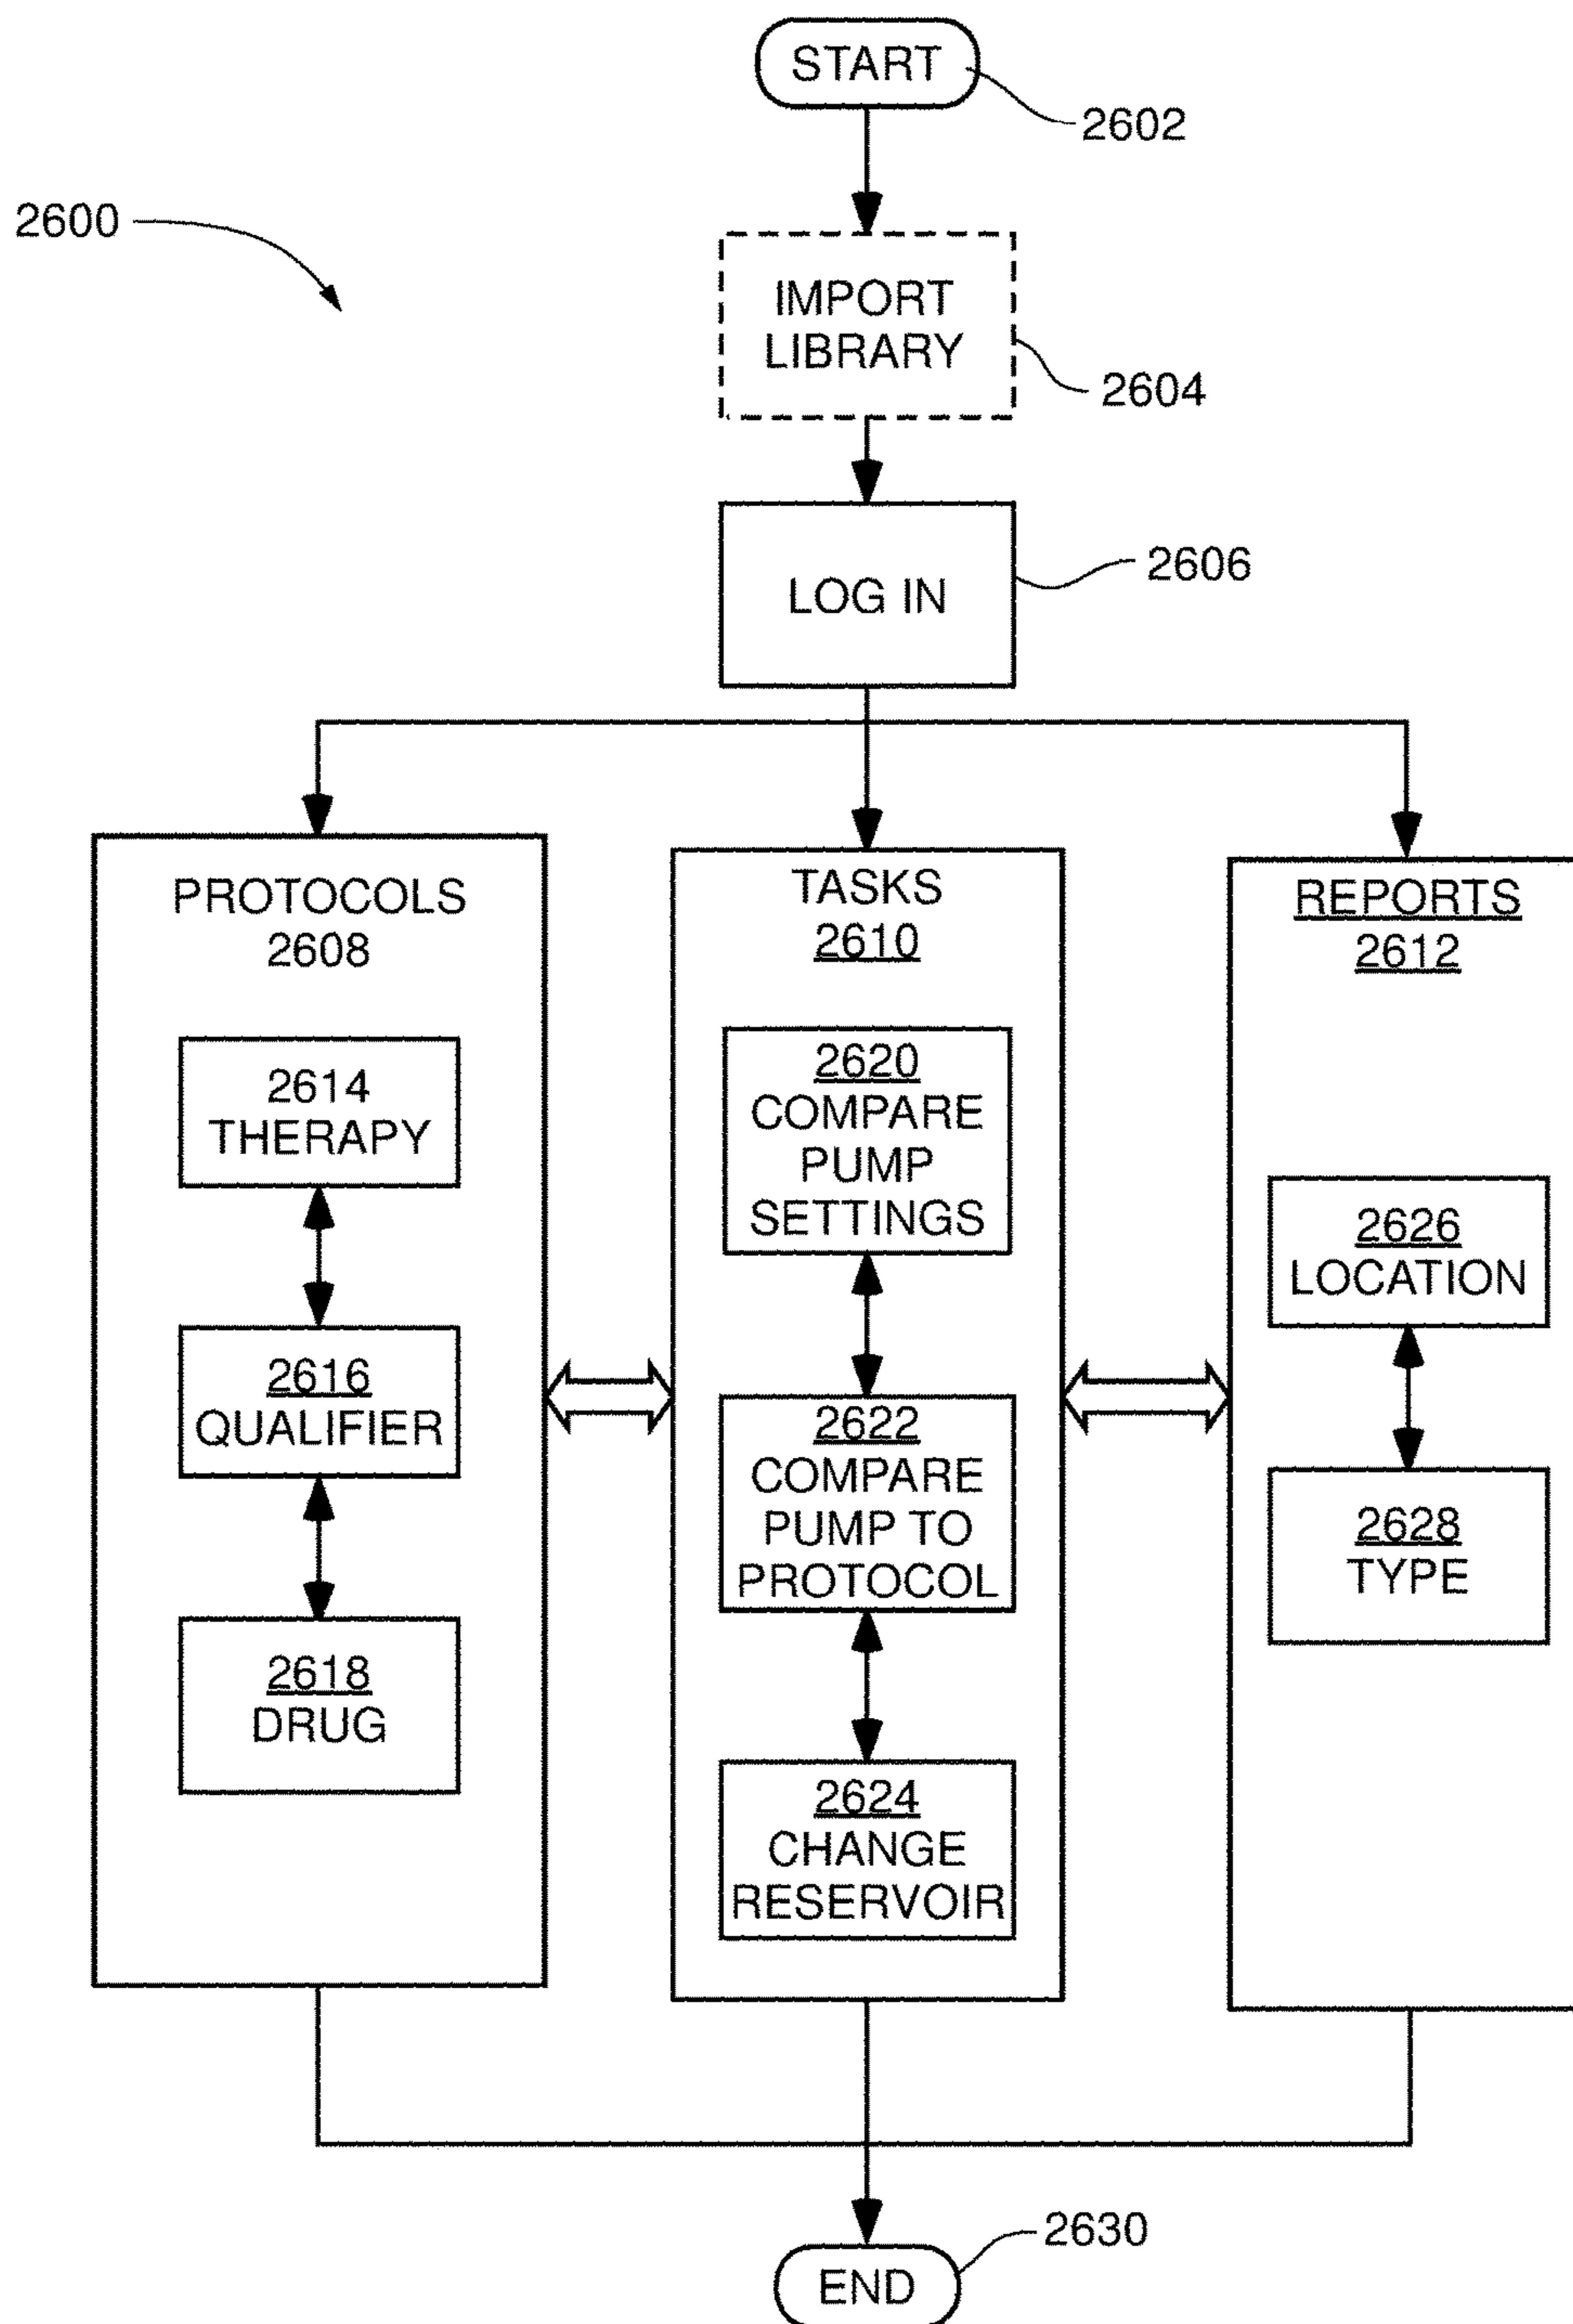 START
2602
2600
IMPORT
LIBRARY
2604
LOG IN
2606
PROTOCOLS
2608
2614
THERAPY
2616
QUALIFIER
2618
DRUG
TASKS
2610
2620
COMPARE
PUMP
SETTINGS
2622
COMPARE
PUMP TO
PROTOCOL
2624
CHANGE
RESERVOIR
REPORTS
2612
2626
LOCATION
2628
TYPE
END
2630